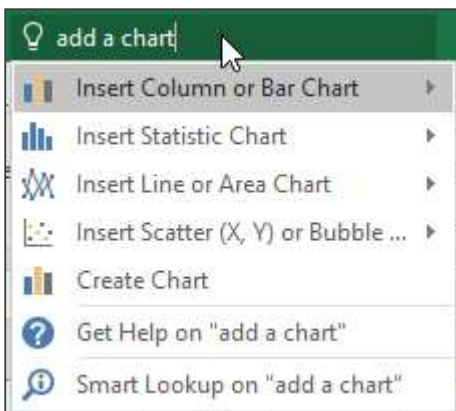 add a chart
Insert Column or Bar Chart
Insert Statistic Chart
Insert Line or Area Chart
Insert Scatter (X, Y) or Bubble ...
Create Chart
Get Help on "add a chart"
Smart Lookup on "add a chart"